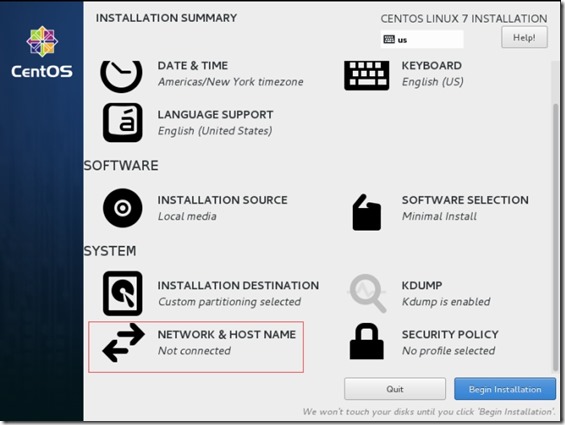 INSTALLATION SUMMARY
CENTOS LINUX 7 INSTALLATION
us
Help!
CentOS
DATE & TIME
Americas/New York timezone
KEYBOARD
English (US)
LANGUAGE SUPPORT
English (United States)
SOFTWARE
INSTALLATION SOURCE
Local media
SOFTWARE SELECTION
Minimal Install
SYSTEM
INSTALLATION DESTINATION
Custom partitioning selected
KDUMP
Kdump is enabled
NETWORK & HOST NAME
Not connected
SECURITY POLICY
No profile selected
Quit
Begin Installation
We won't touch your disks until you click 'Begin Installation'.